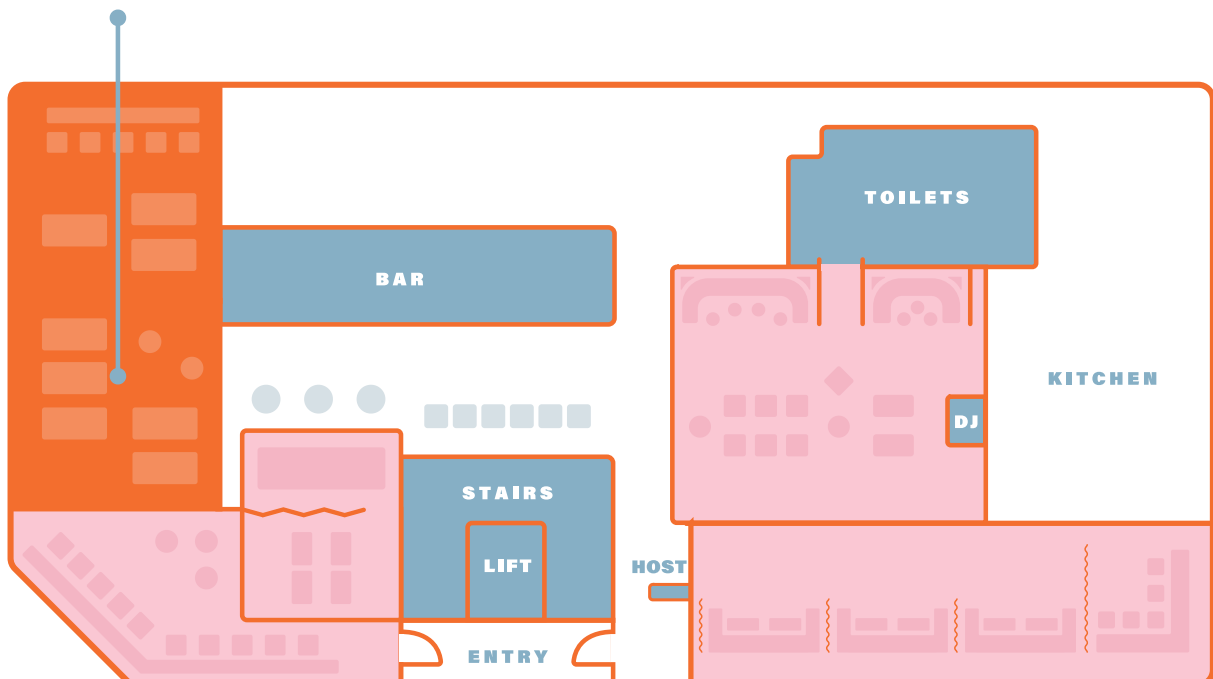 TOILETS
BAR
KITCHEN
DJ
STAIRS
LIFT
HOST
ENTRY